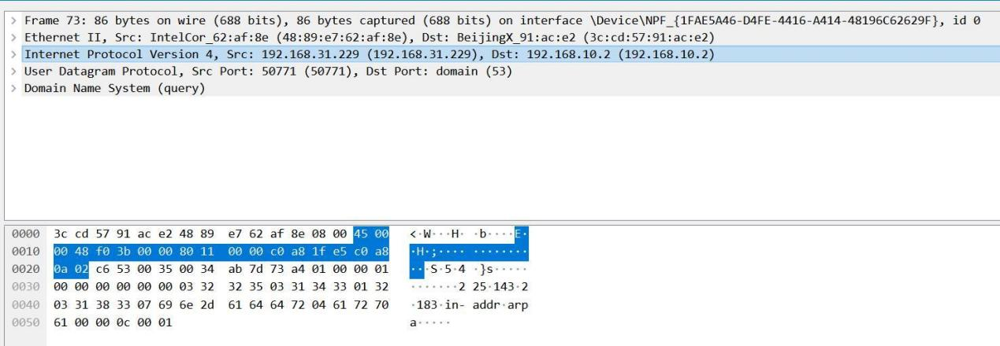 > Frame 73: 86 bytes on wire (688 bits), 86 bytes captured (688 bits) on interface \Device\NPF_{1FAE5A46-D4FE-4416-A414-48196C62629F}, id 0
> Ethernet II, Src: IntelCor_62:af:8e (48:89:e7:62:af:8e), Dst: BeijingX_91:ac:e2 (3c:cd:57:91:ac:e2)
> Internet Protocol Version 4, Src: 192.168.31.229 (192.168.31.229), Dst: 192.168.10.2 (192.168.10.2)
> User Datagram Protocol, Src Port: 50771 (50771), Dst Port: domain (53)
> Domain Name System (query)
0000 3c cd 57 91 ac e2 48 89 e7 62 af 8e 08 00 45 00 <·W···H· ·b····E·
0010 00 48 f0 3b 00 00 80 11 00 00 c0 a8 1f e5 c0 a8 ·H·;···· ········
0020 0a 02 c6 53 00 35 00 34 ab 7d 73 a4 01 00 00 01 ···S·5·4 ·}s·····
0030 00 00 00 00 00 00 03 32 32 35 03 31 34 33 01 32 ·······2 25·143·2
0040 03 31 38 33 07 69 6e 2d 61 64 64 72 04 61 72 70 ·183·in- addr·arp
0050 61 00 00 0c 00 01 a·····